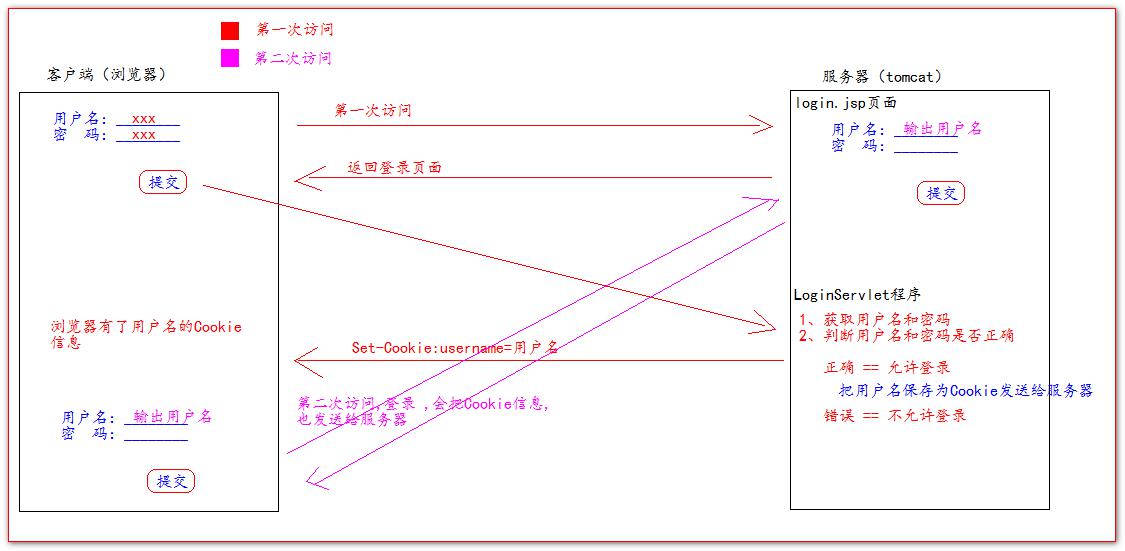 第一次访问
第二次访问
客户端（浏览器）
用户名：xxx
密 码：xxx
提交
浏览器有了用户名的Cookie
信息
用户名：输出用户名
密 码：________
提交
第一次访问
返回登录页面
Set-Cookie:username=用户名
第二次访问,登录 ,会把Cookie信息,
也发送给服务器
服务器（tomcat）
login.jsp页面
用户名：输出用户名
密 码：________
提交
LoginServlet程序
1、获取用户名和密码
2、判断用户名和密码是否正确
正确 == 允许登录
把用户名保存为Cookie发送给服务器
错误 == 不允许登录